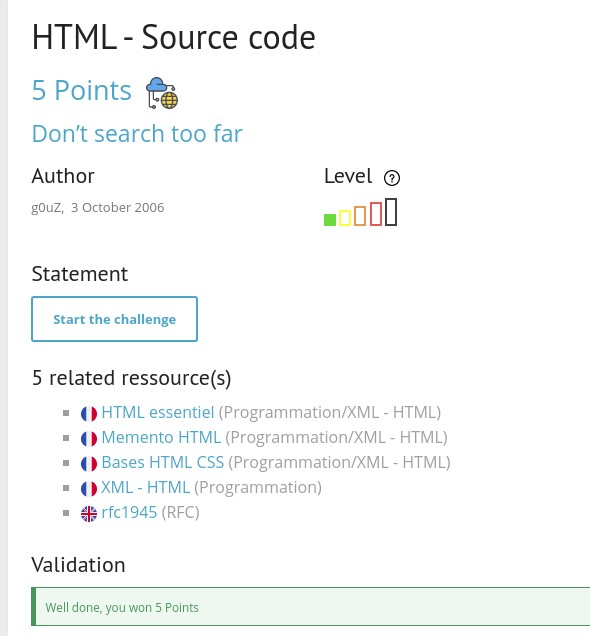 HTML - Source code
5 Points
Don’t search too far
Author
Level ?
g0uZ, 3 October 2006
Statement
Start the challenge
5 related ressource(s)
HTML essentiel (Programmation/XML - HTML)
Memento HTML (Programmation/XML - HTML)
Bases HTML CSS (Programmation/XML - HTML)
XML - HTML (Programmation)
rfc1945 (RFC)
Validation
Well done, you won 5 Points